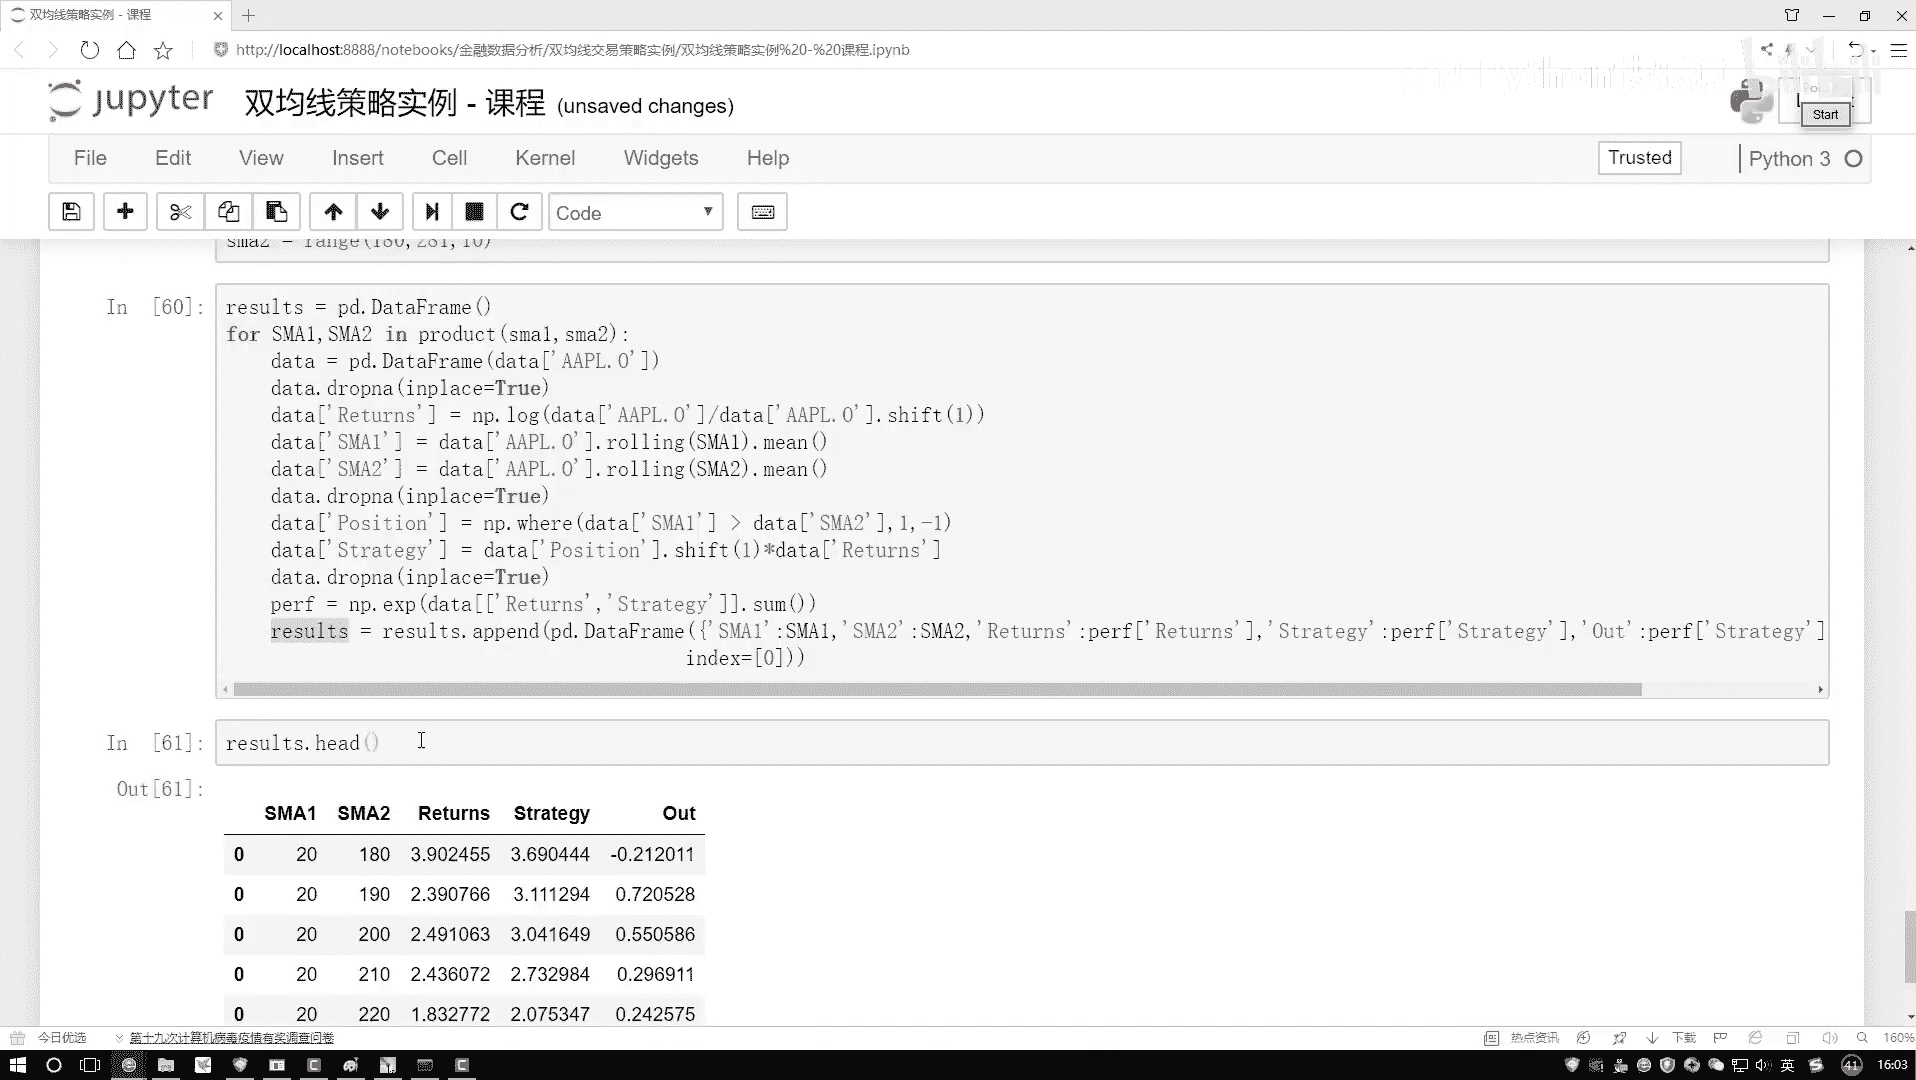 双均线策略实例 - 课程
http://localhost:8888/notebooks/金融数据分析/双均线交易策略实例/双均线策略实例%20-%20课程.ipynb
jupyter 双均线策略实例 - 课程 (unsaved changes)
Start
File Edit View Insert Cell Kernel Widgets Help Trusted Python 3
Code
sma2 = range(180,281,10)
In [60]: results = pd.DataFrame()
for SMA1,SMA2 in product(sma1,sma2):
data = pd.DataFrame(data['AAPL.O'])
data.dropna(inplace=True)
data['Returns'] = np.log(data['AAPL.O']/data['AAPL.O'].shift(1))
data['SMA1'] = data['AAPL.O'].rolling(SMA1).mean()
data['SMA2'] = data['AAPL.O'].rolling(SMA2).mean()
data.dropna(inplace=True)
data['Position'] = np.where(data['SMA1'] > data['SMA2'],1,-1)
data['Strategy'] = data['Position'].shift(1)*data['Returns']
data.dropna(inplace=True)
perf = np.exp(data[['Returns','Strategy']].sum())
results = results.append(pd.DataFrame({'SMA1':SMA1,'SMA2':SMA2,'Returns':perf['Returns'],'Strategy':perf['Strategy'],'Out':perf['Strategy']
index=[0]))
In [61]: results.head()
Out[61]:
SMA1 SMA2 Returns Strategy Out
0 20 180 3.902455 3.690444 -0.212011
0 20 190 2.390766 3.111294 0.720528
0 20 200 2.491063 3.041649 0.550586
0 20 210 2.436072 2.732984 0.296911
0 20 220 1.832772 2.075347 0.242575
今日优选 第十九次计算机病毒疫情有奖调查问卷 热点资讯 下载 160%
英 41 16:03